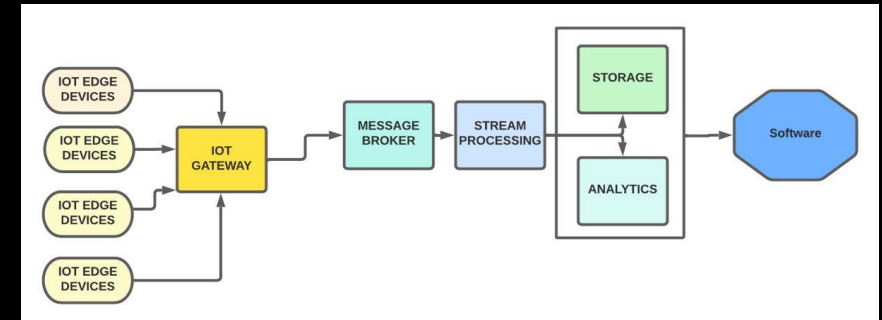 IOT EDGE
DEVICES
IOT EDGE
DEVICES
IOT EDGE
DEVICES
IOT EDGE
DEVICES
IOT
GATEWAY
MESSAGE
BROKER
STREAM
PROCESSING
STORAGE
ANALYTICS
Software